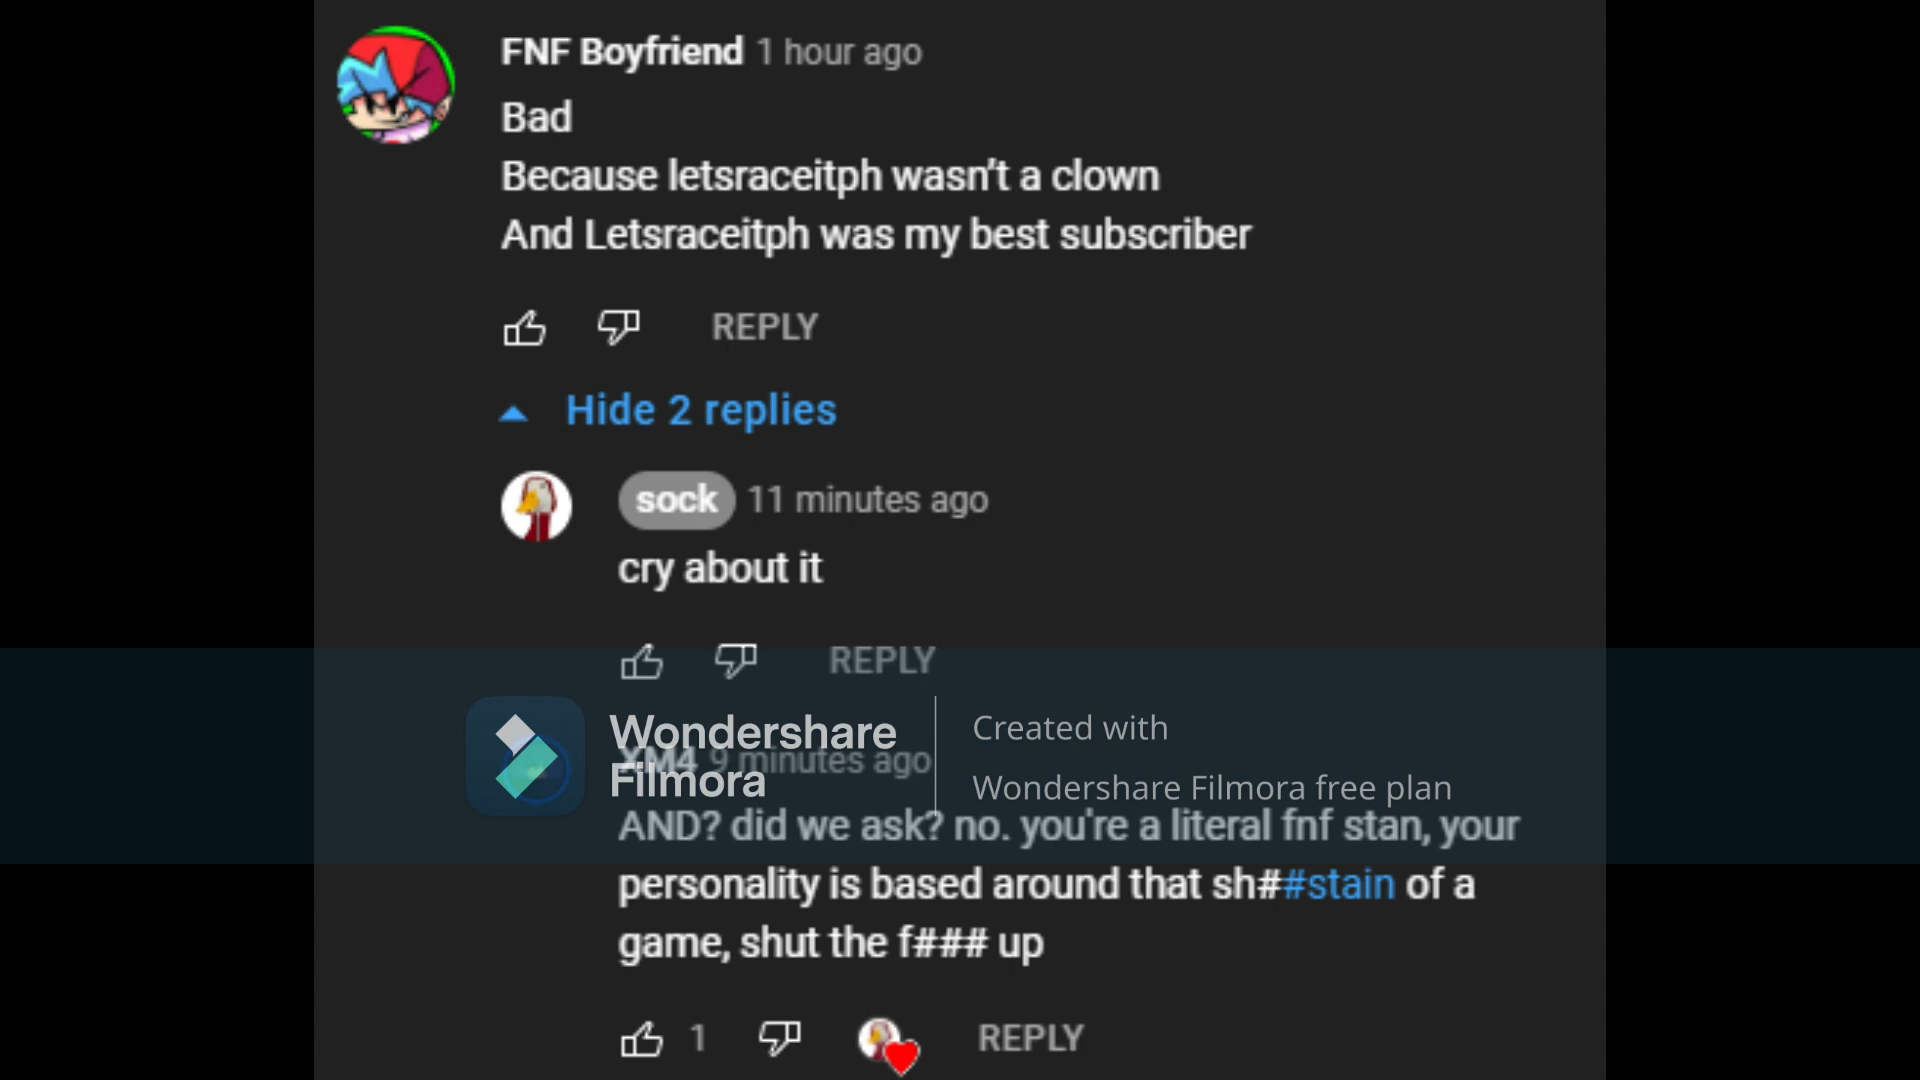 FNF Boyfriend 1 hour ago
Bad
Because letsraceitph wasn't a clown
And Letsraceitph was my best subscriber
REPLY
Hide 2 replies
sock 11 minutes ago
cry about it
REPLY
Wondershare
Filmora
Created with
Wondershare Filmora free plan
XM4 9 minutes ago
AND? did we ask? no. you're a literal fnf stan, your
personality is based around that sh##stain of a
game, shut the f### up
1 REPLY